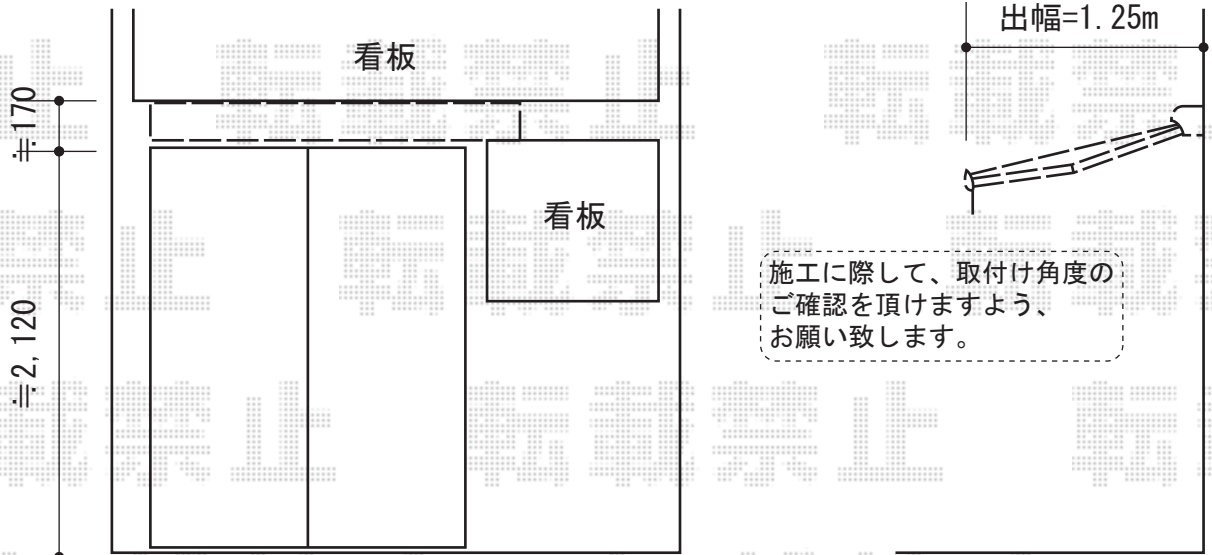 出幅=1.25m
看板
≒170
看板
≒2,120
施工に際して、取付け角度の
ご確認を頂けますよう、
お願い致します。
転載禁止